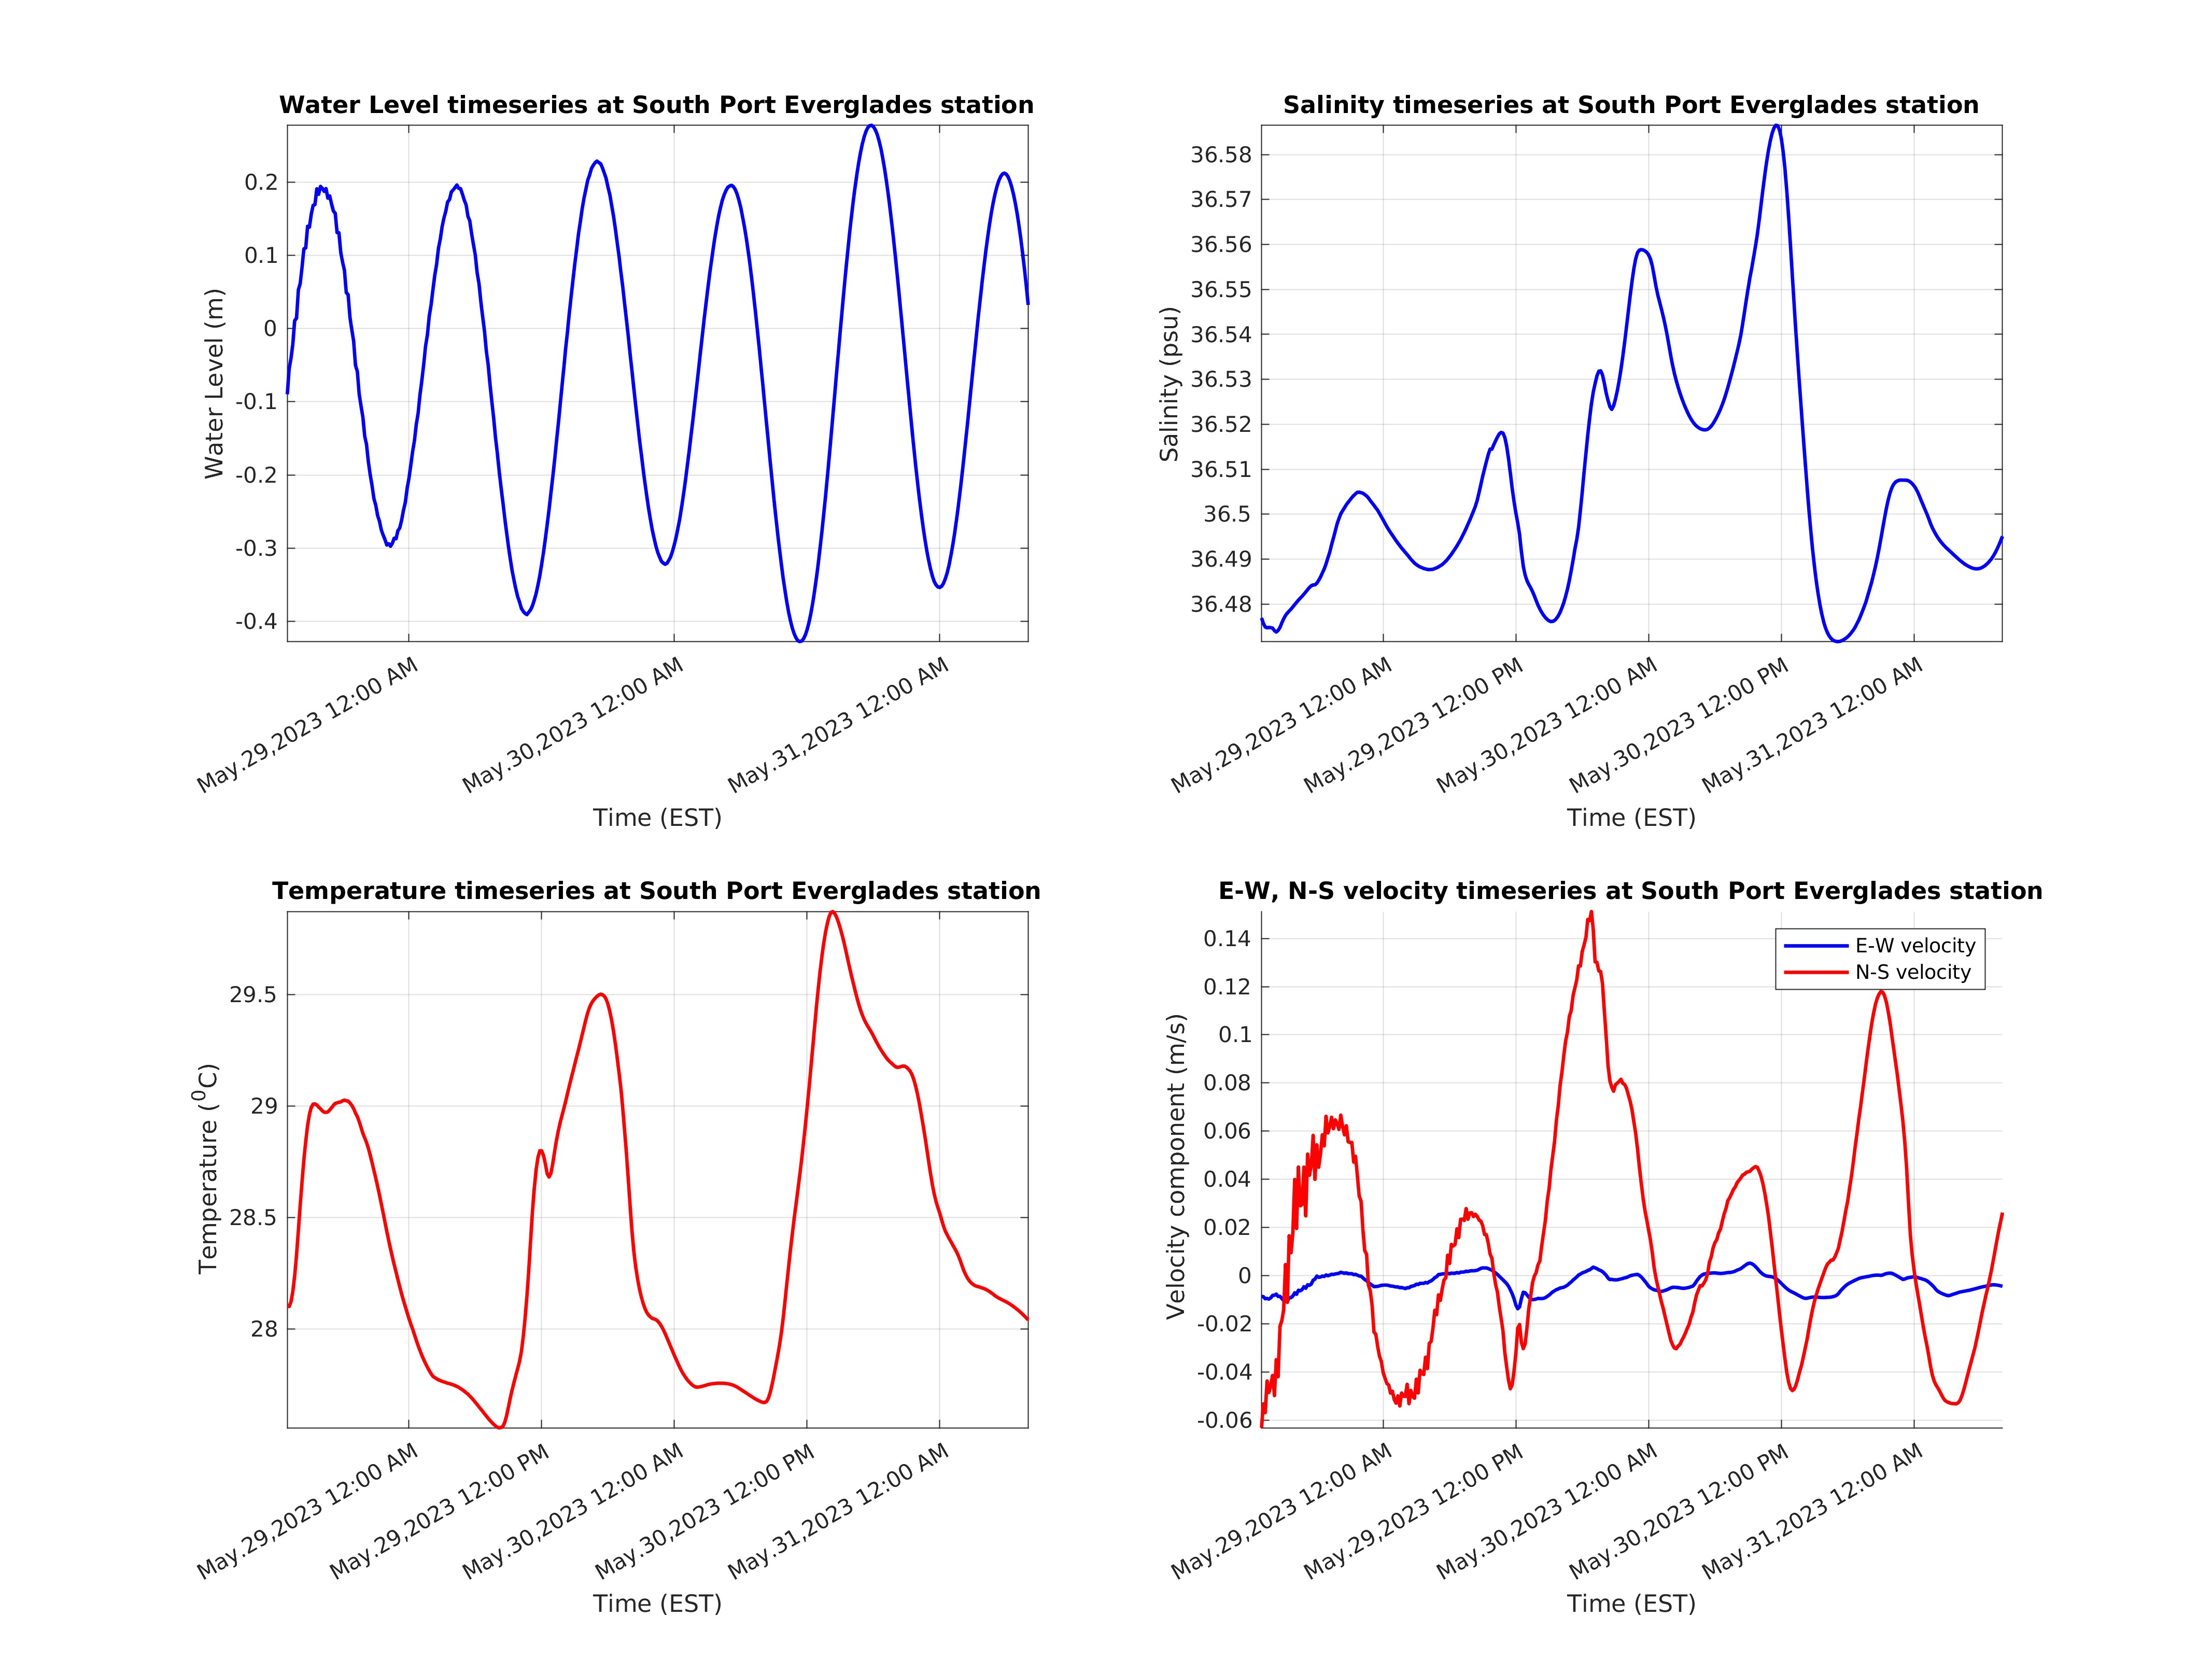 Water Level timeseries at South Port Everglades station
Water Level (m)
0.2
0.1
0
-0.1
-0.2
-0.3
-0.4
May.29,2023 12:00 AM
May.30,2023 12:00 AM
May.31,2023 12:00 AM
Time (EST)
Salinity timeseries at South Port Everglades station
Salinity (psu)
36.58
36.57
36.56
36.55
36.54
36.53
36.52
36.51
36.5
36.49
36.48
May.29,2023 12:00 AM
May.29,2023 12:00 PM
May.30,2023 12:00 AM
May.30,2023 12:00 PM
May.31,2023 12:00 AM
Time (EST)
Temperature timeseries at South Port Everglades station
Temperature (⁰C)
29.5
29
28.5
28
May.29,2023 12:00 AM
May.29,2023 12:00 PM
May.30,2023 12:00 AM
May.30,2023 12:00 PM
May.31,2023 12:00 AM
Time (EST)
E-W, N-S velocity timeseries at South Port Everglades station
Velocity component (m/s)
0.14
0.12
0.1
0.08
0.06
0.04
0.02
0
-0.02
-0.04
-0.06
E-W velocity
N-S velocity
May.29,2023 12:00 AM
May.29,2023 12:00 PM
May.30,2023 12:00 AM
May.30,2023 12:00 PM
May.31,2023 12:00 AM
Time (EST)